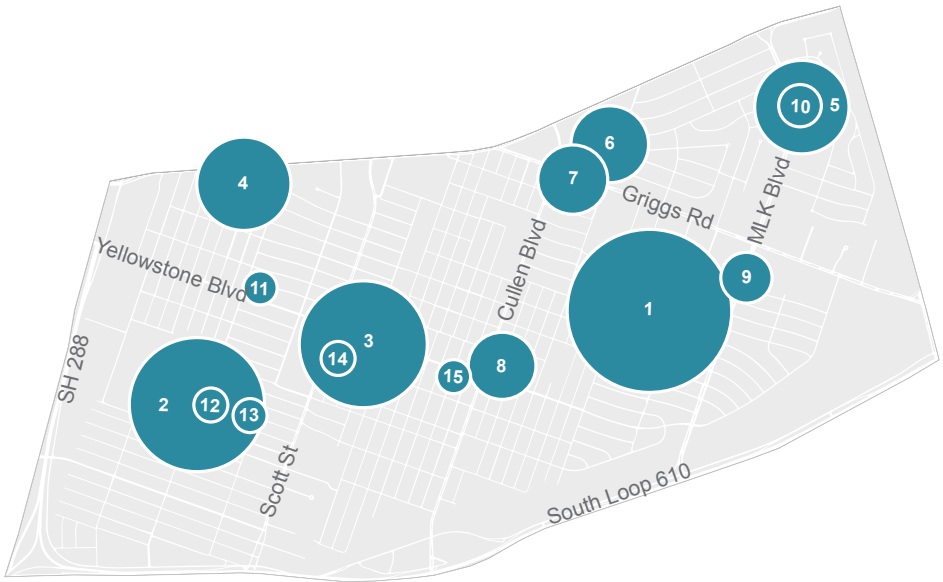 10
5
6
7
4
Griggs Rd
MLK Blvd
Cullen Blvd
Yellowstone Blvd
9
11
1
3
14
SH 288
8
15
2
12
13
Scott St
South Loop 610